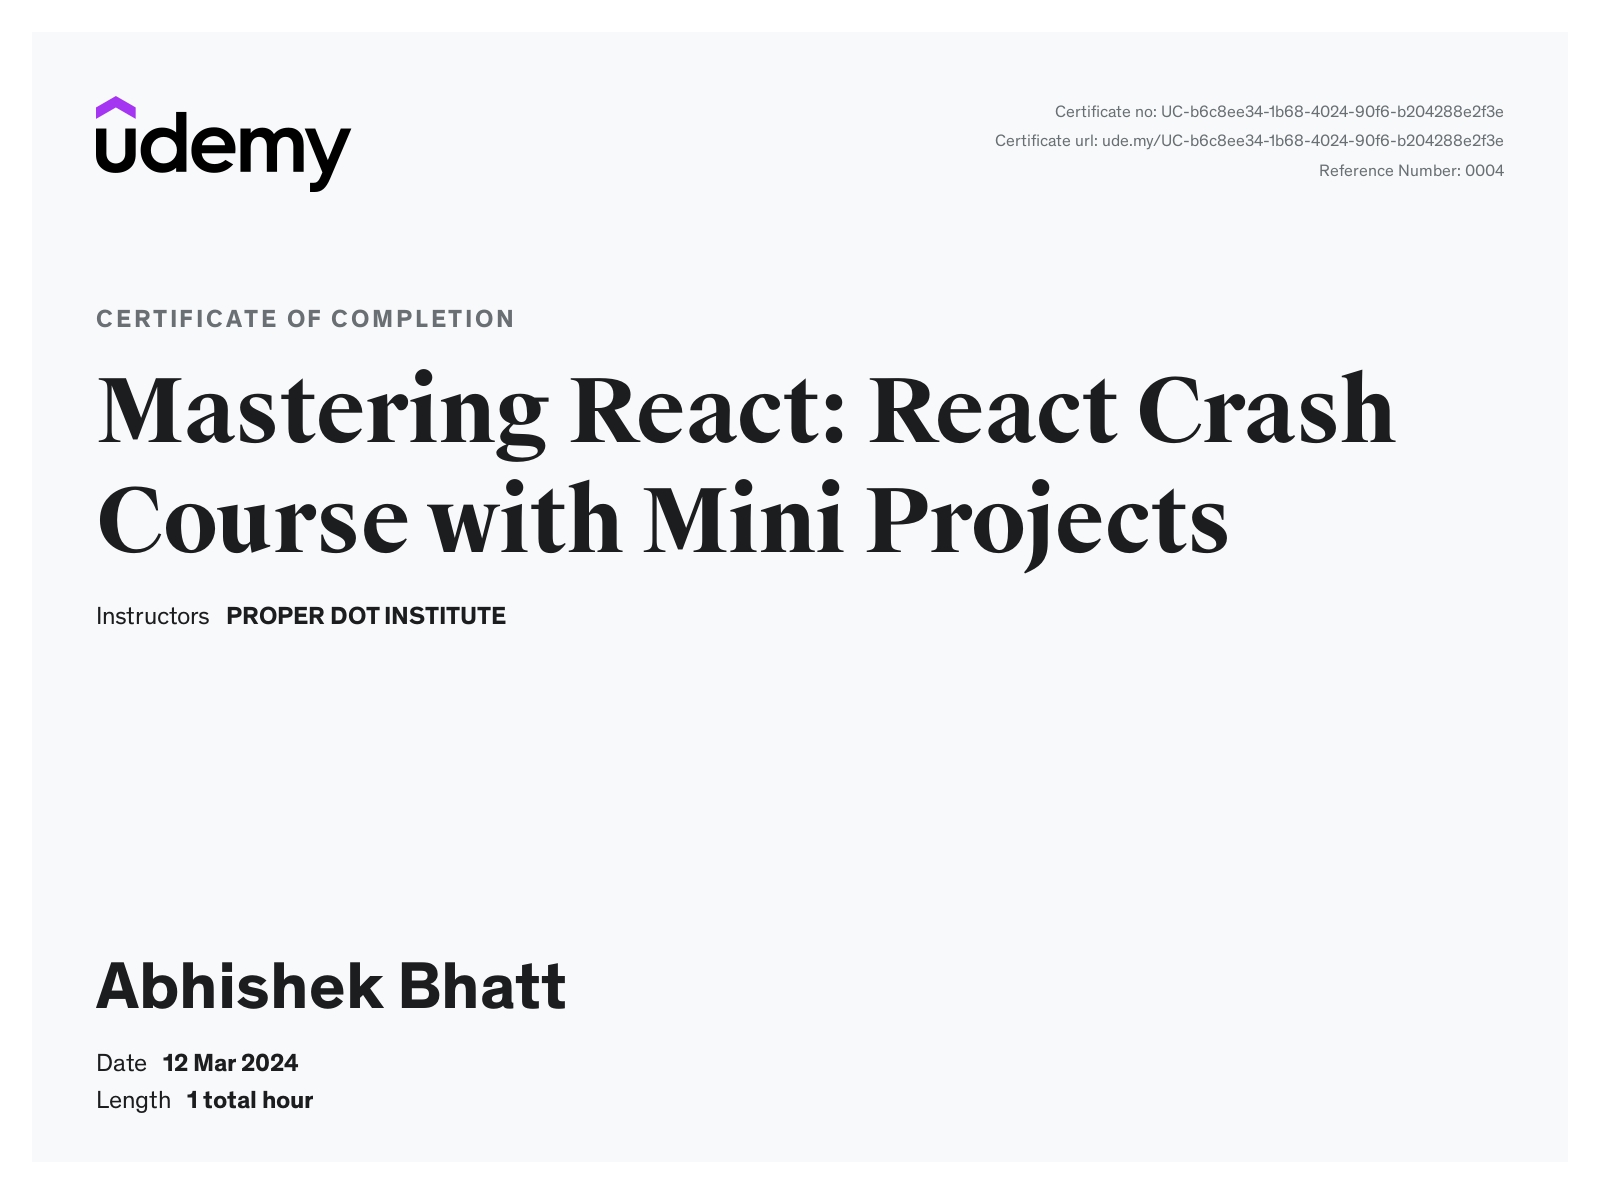 udemy
Certificate no: UC-b6c8ee34-1b68-4024-90f6-b204288e2f3e
Certificate url: ude.my/UC-b6c8ee34-1b68-4024-90f6-b204288e2f3e
Reference Number: 0004
CERTIFICATE OF COMPLETION
Mastering React: React Crash
Course with Mini Projects
Instructors PROPER DOT INSTITUTE
Abhishek Bhatt
Date 12 Mar 2024
Length 1 total hour